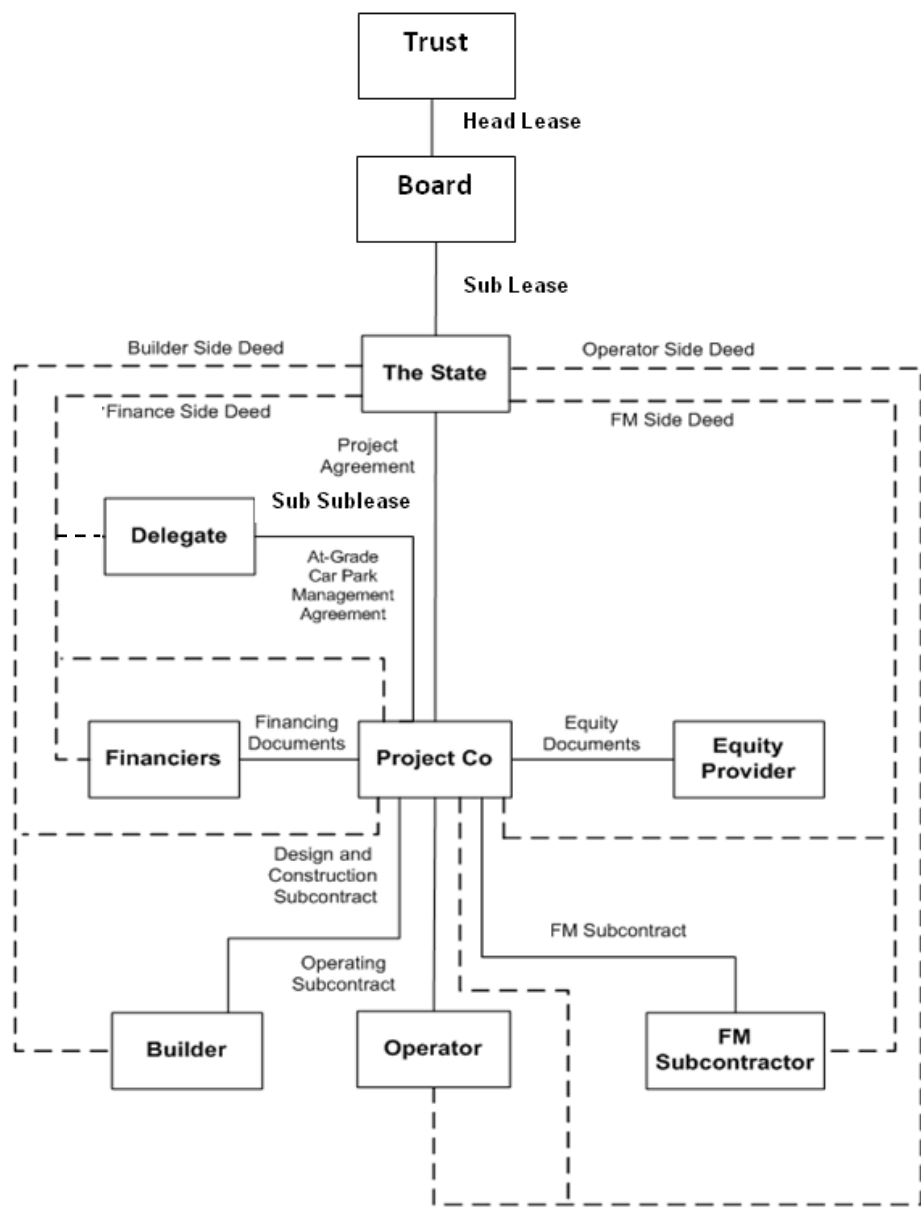 Trust
Head Lease
Board
Sub Lease
Builder Side Deed
Operator Side Deed
The State
'Finance Side Deed
FM Side Deed
Project
Agreement
Sub Sublease
Delegate
At-Grade
Car Park
Management
Agreement
Financing
Documents
Equity
Documents
Financiers
Project Co
Equity
Provider
Design and
Construction
Subcontract
FM Subcontract
Operating
Subcontract
Builder
Operator
FM
Subcontractor